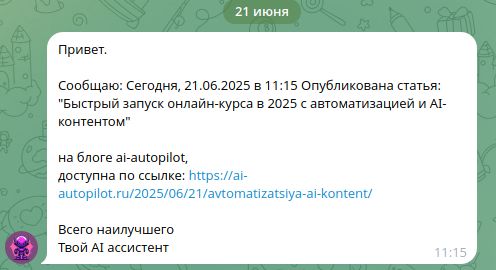 21 июня
Привет.
Сообщаю: Сегодня, 21.06.2025 в 11:15 Опубликована статья:
"Быстрый запуск онлайн-курса в 2025 с автоматизацией и AI-
контентом"
на блоге ai-autopilot,
доступна по ссылке: https://ai-
autopilot.ru/2025/06/21/avtomatizatsiya-ai-kontent/
Всего наилучшего
Твой AI ассистент
11:15